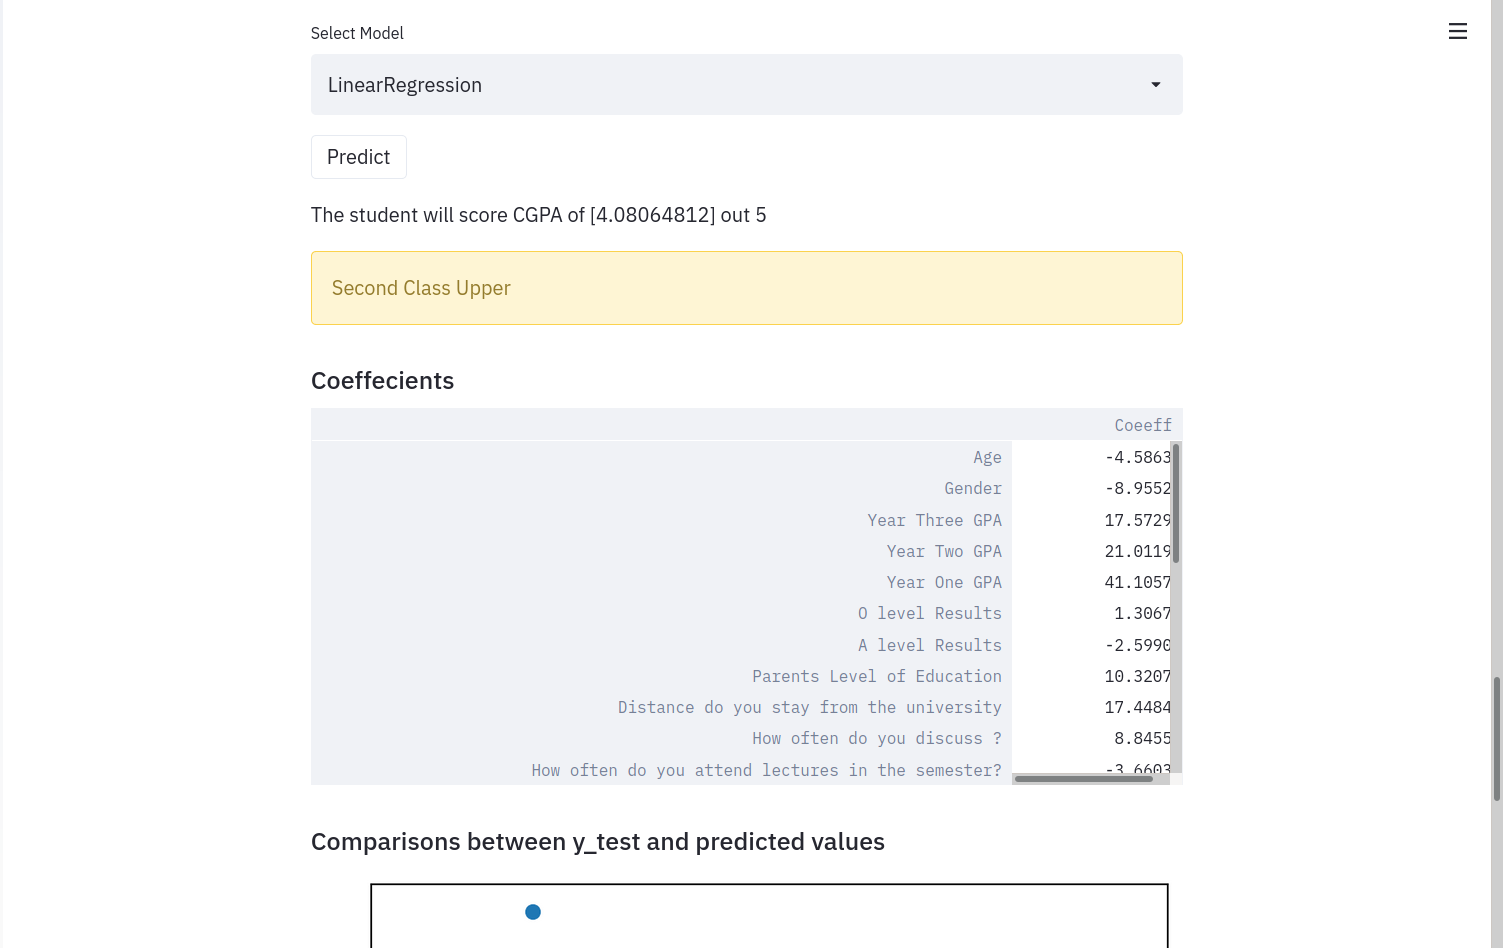 Select Model
LinearRegression
Predict
The student will score CGPA of [4.08064812] out 5
Second Class Upper
Coeffecients
Coeeff
Age -4.5863
Gender -8.9552
Year Three GPA 17.5729
Year Two GPA 21.0119
Year One GPA 41.1057
O level Results 1.3067
A level Results -2.5990
Parents Level of Education 10.3207
Distance do you stay from the university 17.4484
How often do you discuss ? 8.8455
How often do you attend lectures in the semester? -3.6603
Comparisons between y_test and predicted values